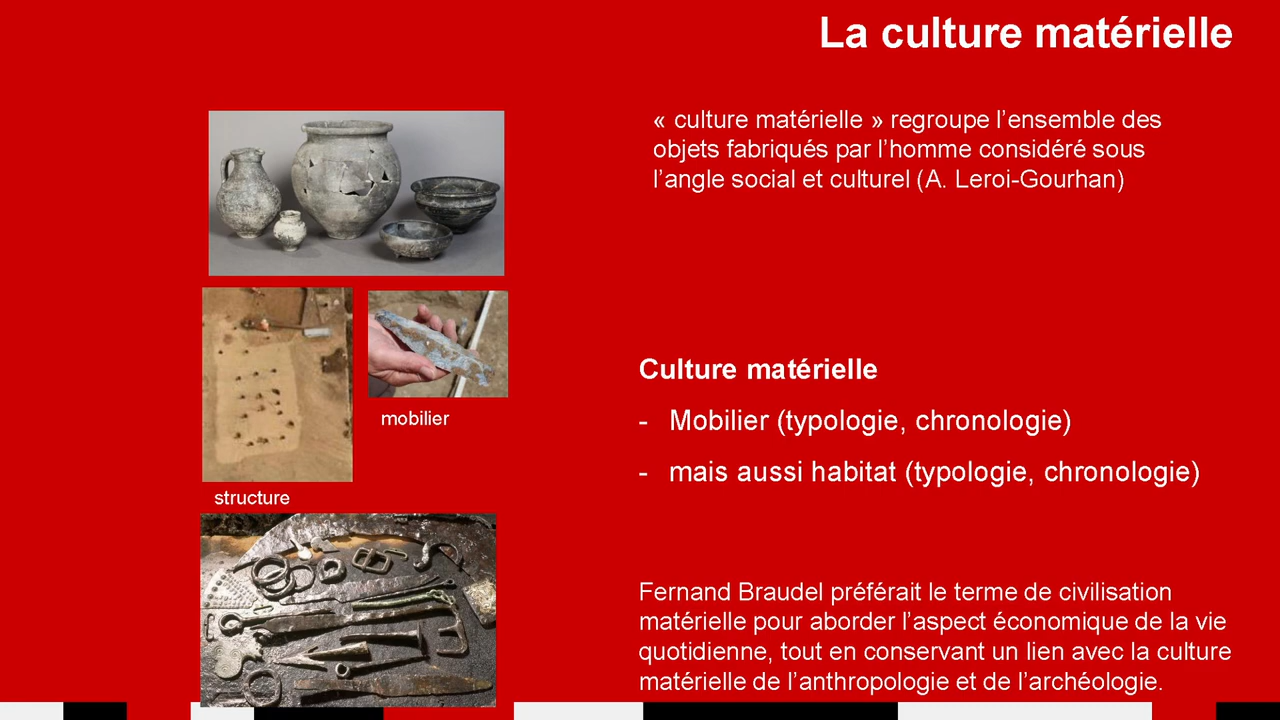 La culture matérielle
« culture matérielle » regroupe l’ensemble des
objets fabriqués par l’homme considéré sous
l’angle social et culturel (A. Leroi-Gourhan)
mobilier
structure
Culture matérielle
- Mobilier (typologie, chronologie)
- mais aussi habitat (typologie, chronologie)
Fernand Braudel préférait le terme de civilisation
matérielle pour aborder l’aspect économique de la vie
quotidienne, tout en conservant un lien avec la culture
matérielle de l’anthropologie et de l’archéologie.